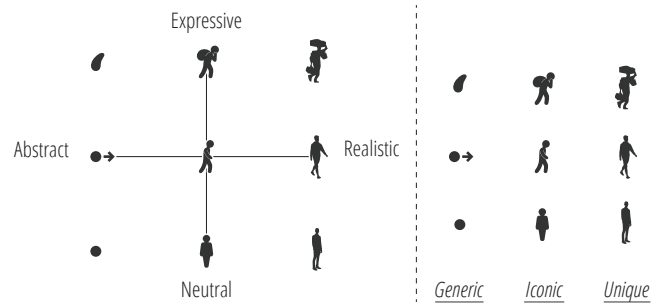 Expressive
Abstract
Realistic
Neutral
Generic
Iconic
Unique